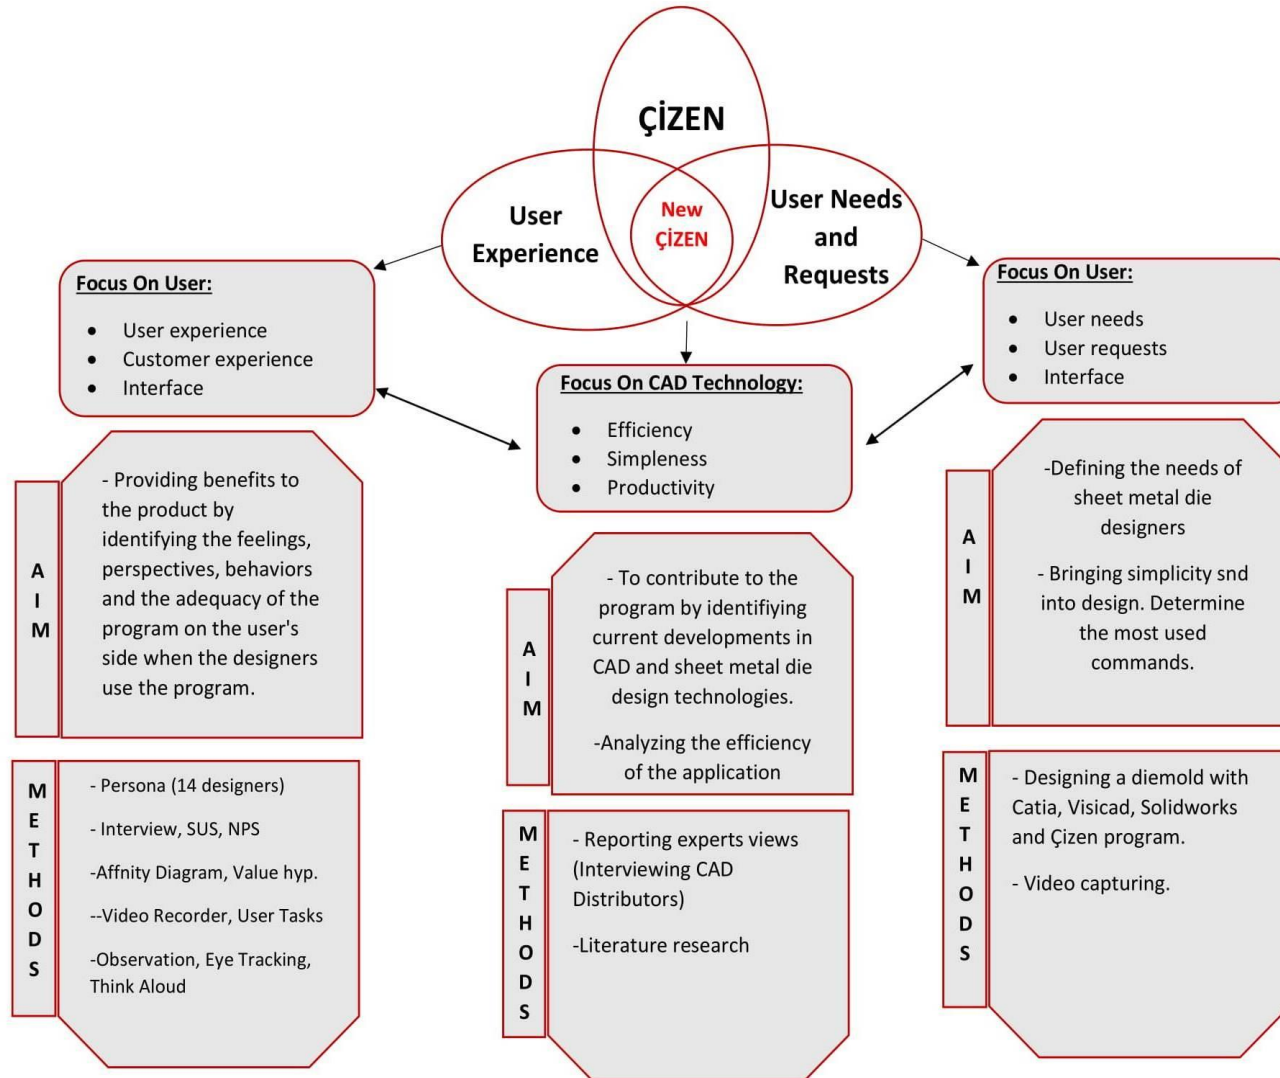 ÇİZEN
User
Experience
New
ÇİZEN
User Needs
and
Requests
Focus On User:
• User experience
• Customer experience
• Interface
Focus On CAD Technology:
• Efficiency
• Simpleness
• Productivity
Focus On User:
• User needs
• User requests
• Interface
A
I
M
- Providing benefits to
the product by
identifying the feelings,
perspectives, behaviors
and the adequacy of the
program on the user's
side when the designers
use the program.
M
E
T
H
O
D
S
- Persona (14 designers)
- Interview, SUS, NPS
-Affnity Diagram, Value hyp.
--Video Recorder, User Tasks
-Observation, Eye Tracking,
Think Aloud
A
I
M
- To contribute to the
program by identifiying
current developments in
CAD and sheet metal die
design technologies.
-Analyzing the efficiency
of the application
M
E
T
H
O
D
S
- Reporting experts views
(Interviewing CAD
Distributors)
-Literature research
A
I
M
-Defining the needs of
sheet metal die
designers
- Bringing simplicity snd
into design. Determine
the most used
commands.
M
E
T
H
O
D
S
- Designing a diemold with
Catia, Visicad, Solidworks
and Çizen program.
- Video capturing.